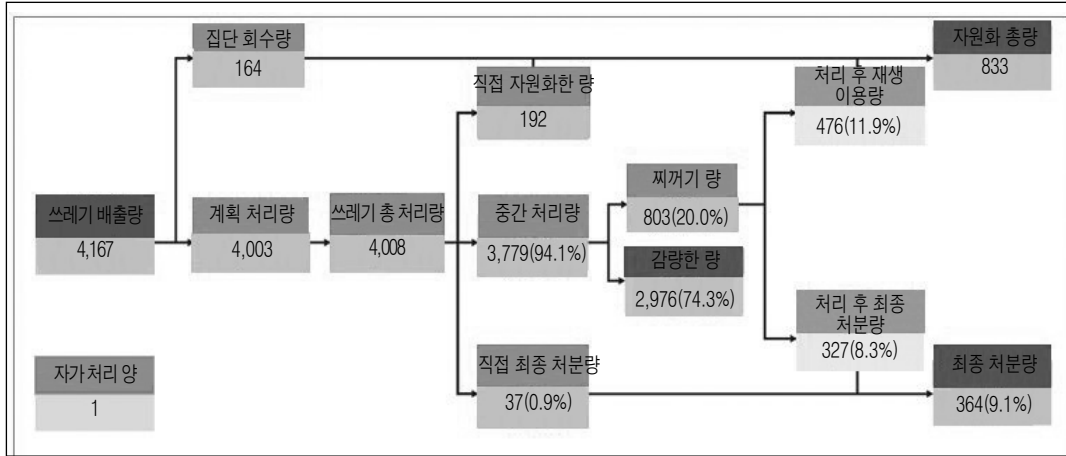 집단 회수량
164
자원화 총량
833
직접 자원화한 량
192
처리 후 재생
이용량
476(11.9%)
쓰레기 배출량
4,167
계획 처리량
4,003
쓰레기 총 처리량
4,008
중간 처리량
3,779(94.1%)
찌꺼기 량
803(20.0%)
감량한 량
2,976(74.3%)
처리 후 최종
처분량
327(8.3%)
자가 처리 양
1
직접 최종 처분량
37(0.9%)
최종 처분량
364(9.1%)